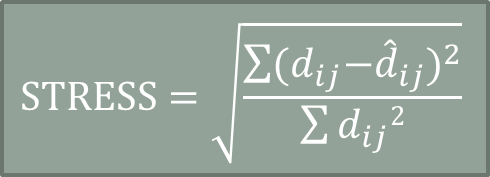 STRESS = √(∑(d_ij−d̂_ij)² / ∑ d_ij²)